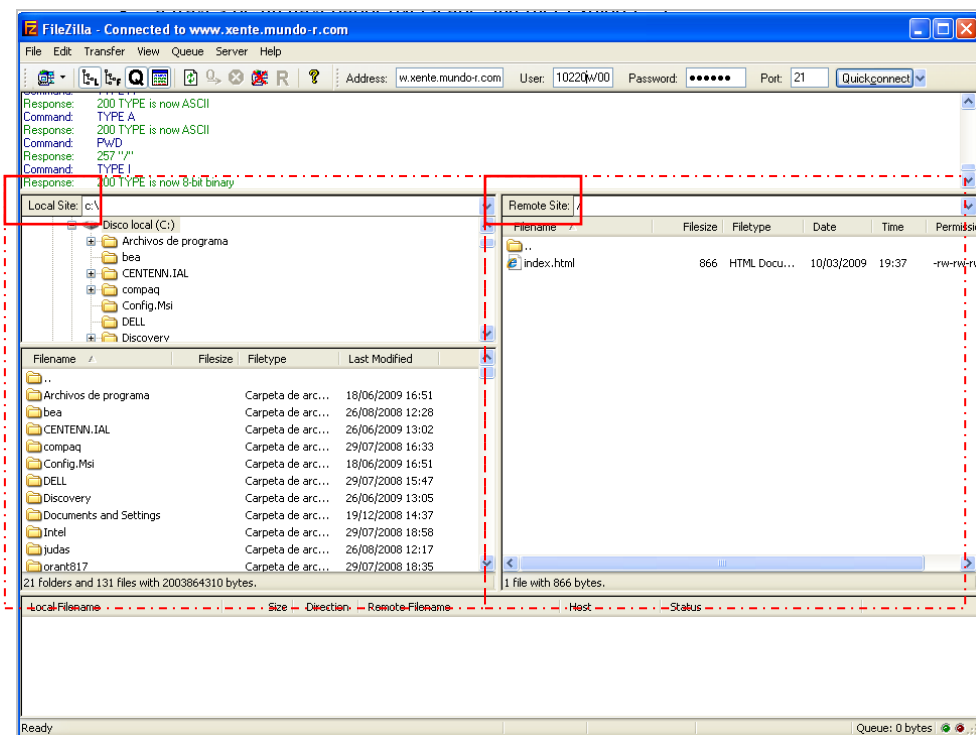 FileZilla - Connected to www.xente.mundo-r.com
File Edit Transfer View Queue Server Help
Address: w.xente.mundo-r.com User: 10220w00 Password: ●●●●●● Port: 21 Quickconnect
Response: 200 TYPE is now ASCII
Command: TYPE A
Response: 200 TYPE is now ASCII
Command: PWD
Response: 257 "/"
Command: TYPE I
Response: 200 TYPE is now 8-bit binary
Local Site: c:\
Disco local (C:)
Archivos de programa
bea
CENTENN.IAL
compaq
Config.Msi
DELL
Discovery
Filename Filesize Filetype Last Modified
..
Archivos de programa Carpeta de arc... 18/06/2009 16:51
bea Carpeta de arc... 26/08/2008 12:28
CENTENN.IAL Carpeta de arc... 26/06/2009 13:02
compaq Carpeta de arc... 29/07/2008 16:33
Config.Msi Carpeta de arc... 18/06/2009 16:51
DELL Carpeta de arc... 29/07/2008 15:47
Discovery Carpeta de arc... 26/06/2009 13:05
Documents and Settings Carpeta de arc... 19/12/2008 14:37
Intel Carpeta de arc... 29/07/2008 18:58
judas Carpeta de arc... 26/08/2008 12:17
orant817 Carpeta de arc... 29/07/2008 18:35
21 folders and 131 files with 2003864310 bytes.
Remote Site: /
Filename Filesize Filetype Date Time Permissi
..
index.html 866 HTML Docu... 10/03/2009 19:37 -rw-rw-r
1 file with 866 bytes.
Local Filename Size Direction Remote Filename Host Status
Ready Queue: 0 bytes